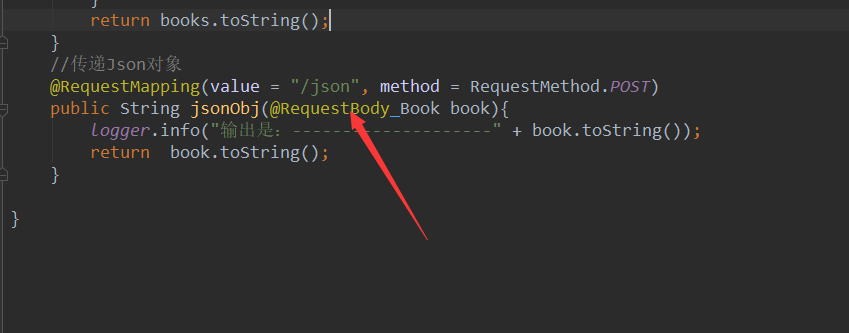 }
return books.toString();
}
//传递Json对象
@RequestMapping(value = "/json", method = RequestMethod.POST)
public String jsonObj(@RequestBody Book book){
logger.info("输出是：--------------------" + book.toString());
return  book.toString();
}
}